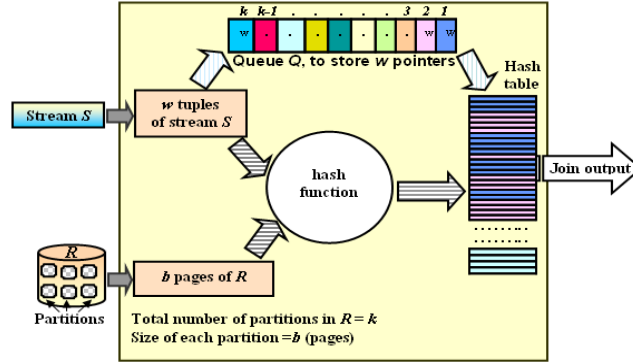 k k-1 . . . . . 3 2 1
w . . . . . . . w w
Queue Q, to store w pointers
Hash
table
Stream S
w tuples
of stream S
hash
function
Join output
R
b pages of R
Partitions
Total number of partitions in R = k
Size of each partition =b (pages)